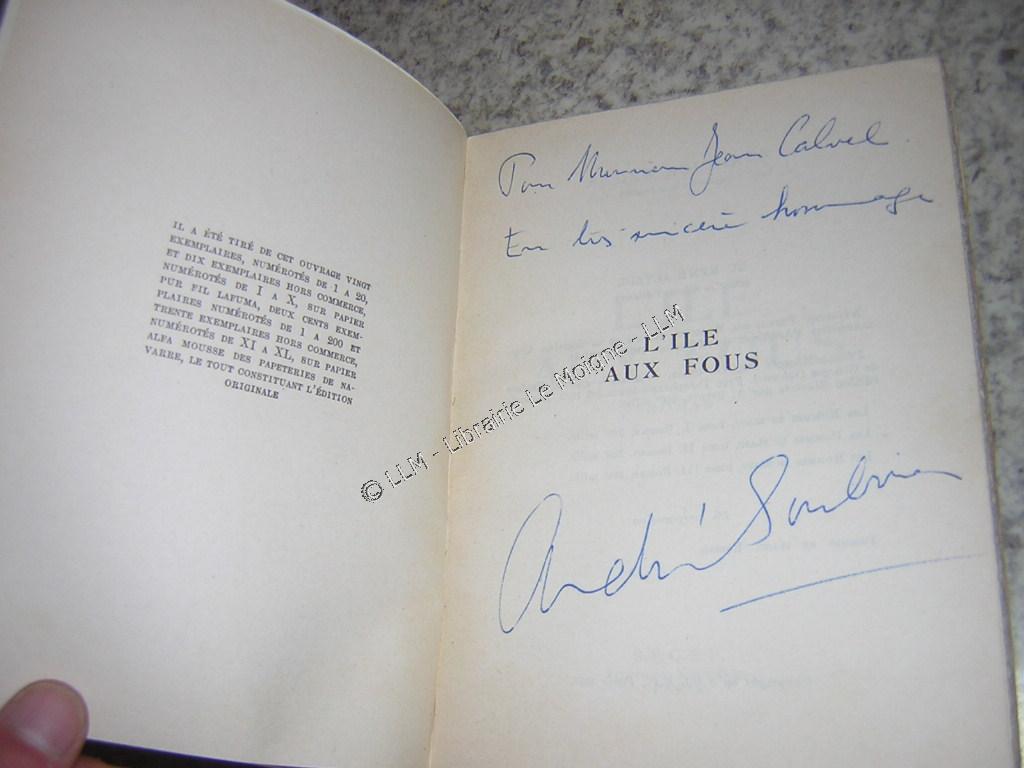 IL A ÉTÉ TIRÉ DE CET OUVRAGE VINGT
EXEMPLAIRES, NUMÉROTÉS DE 1 A 20,
ET DIX EXEMPLAIRES HORS COMMERCE,
NUMÉROTÉS DE I A X, SUR PAPIER
PUR FIL LAFUMA, DEUX CENTS EXEM-
PLAIRES NUMÉROTÉS DE 1 A 200 ET
TRENTE EXEMPLAIRES HORS COMMERCE,
NUMÉROTÉS DE XI A XL, SUR PAPIER
ALFA MOUSSE DES PAPETERIES DE NA-
VARRE, LE TOUT CONSTITUANT L'ÉDITION
ORIGINALE
Pour Monsieur Jean Calvel
En très sincère hommage
L'ILE
AUX FOUS
André Soubiran
© LLM - Librairie Le Moigne - LLM